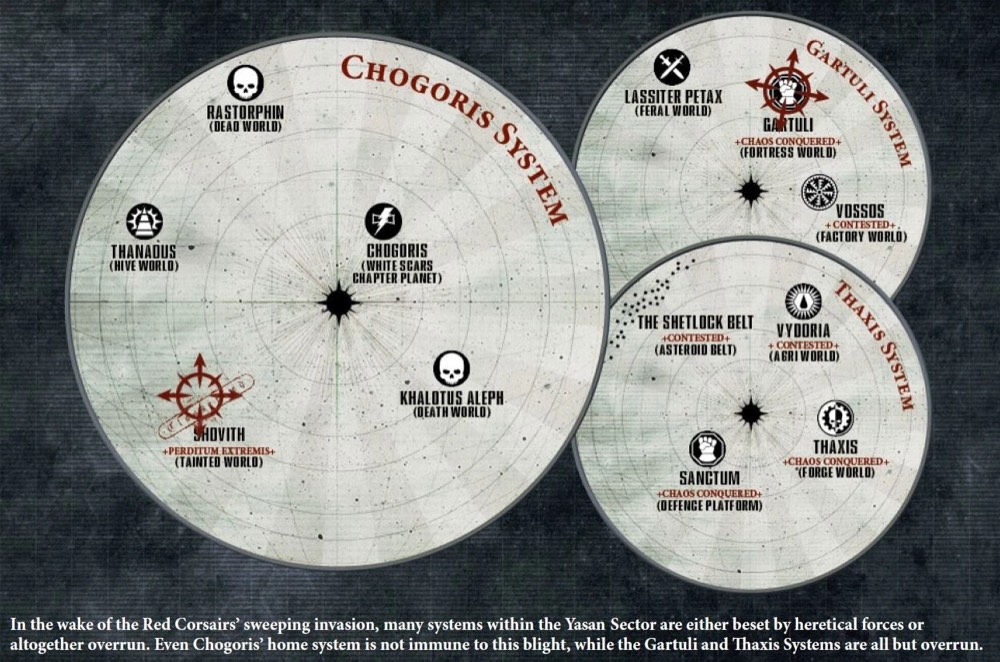 CHOGORIS SYSTEM
RASTORPHIN
(DEAD WORLD)
THANADUS
(HIVE WORLD)
CHOGORIS
(WHITE SCARS
CHAPTER PLANET)
KHALOTUS ALEPH
(DEATH WORLD)
SHOVITH
+PERDITUM EXTREMIS+
(TAINTED WORLD)
GARTULI SYSTEM
LASSITER PETAX
(FERAL WORLD)
GARTULI
+CHAOS CONQUERED+
(FORTRESS WORLD)
VOSSOS
+CONTESTED+
(FACTORY WORLD)
THAXIS SYSTEM
THE SHETLOCK BELT
+CONTESTED+
(ASTEROID BELT)
VYDORIA
+CONTESTED+
(AGRI WORLD)
THAXIS
+CHAOS CONQUERED+
(FORGE WORLD)
SANCTUM
+CHAOS CONQUERED+
(DEFENCE PLATFORM)
In the wake of the Red Corsairs' sweeping invasion, many systems within the Yasan Sector are either beset by heretical forces or
altogether overrun. Even Chogoris' home system is not immune to this blight, while the Gartuli and Thaxis Systems are all but overrun.